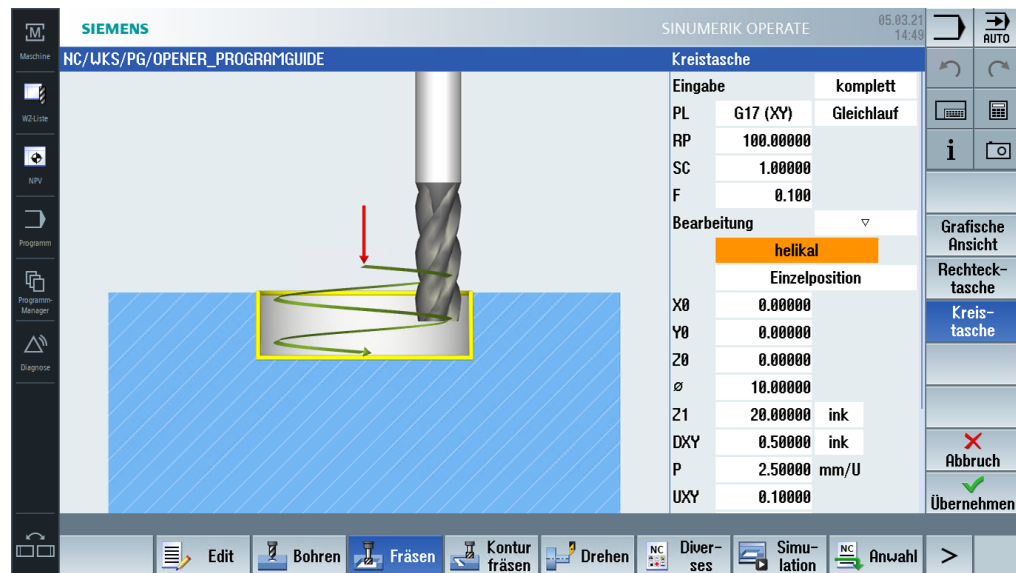 SIEMENS
SINUMERIK OPERATE
05.03.21
14:49
M
Maschine
WZ-Liste
NPV
Programm
Programm-
Manager
Diagnose
NC/WKS/PG/OPENER_PROGRAMGUIDE
Kreistasche
Eingabe komplett
PL G17 (XY) Gleichlauf
RP 100.00000
SC 1.00000
F 0.100
Bearbeitung ▽
helikal
Einzelposition
X0 0.00000
Y0 0.00000
Z0 0.00000
ø 10.00000
Z1 20.00000 ink
DXY 0.50000 ink
P 2.50000 mm/U
UXY 0.10000
AUTO
i
Grafische
Ansicht
Rechteck-
tasche
Kreis-
tasche
Abbruch
Übernehmen
Edit
Bohren
Fräsen
Kontur
fräsen
Drehen
NC
Diver-
ses
Simu-
lation
NC
Anwahl
>